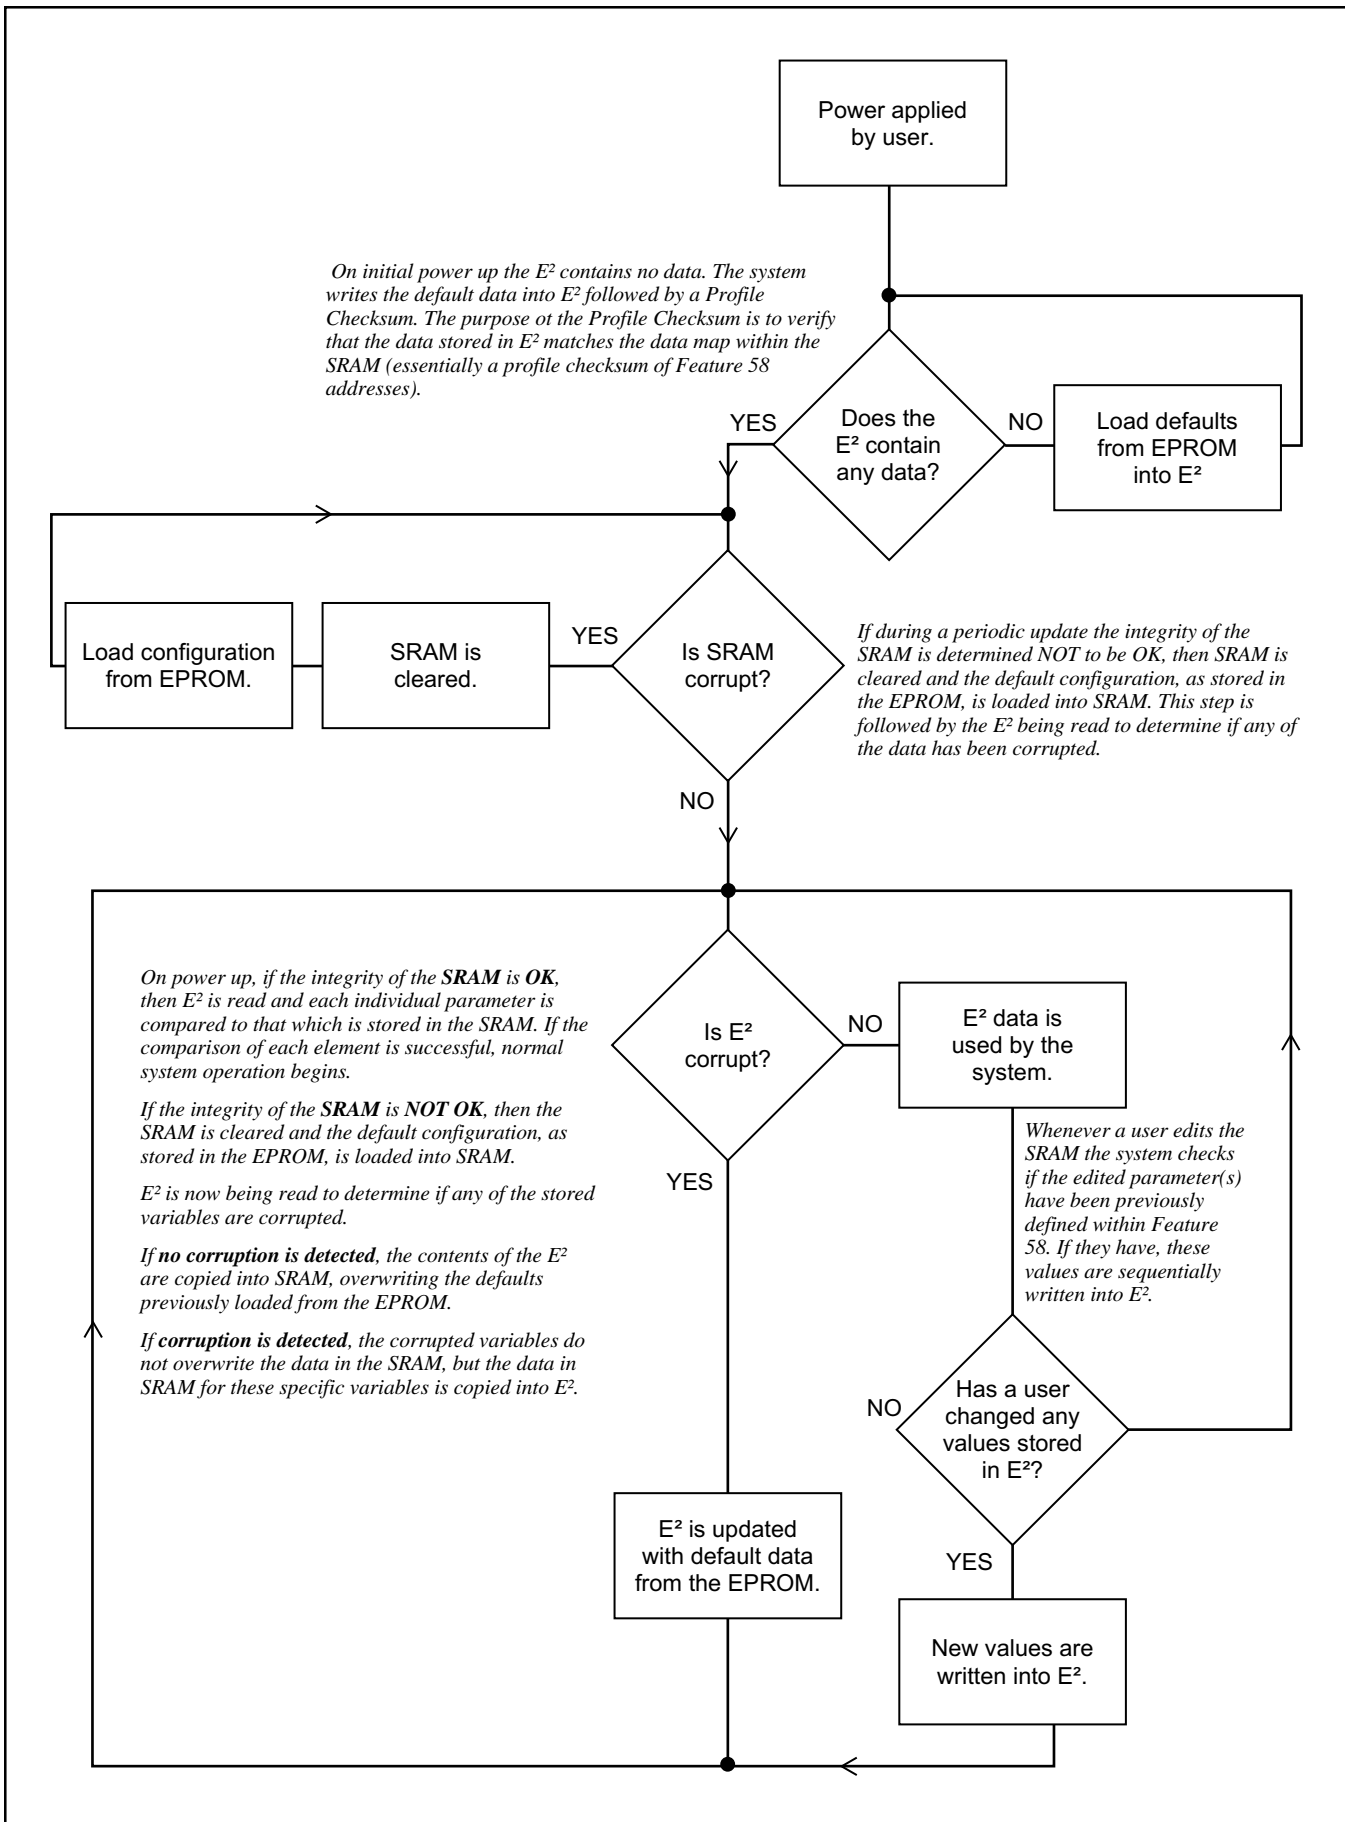 Power applied
by user.
On initial power up the E² contains no data. The system
writes the default data into E² followed by a Profile
Checksum. The purpose ot the Profile Checksum is to verify
that the data stored in E² matches the data map within the
SRAM (essentially a profile checksum of Feature 58
addresses).
YES
Does the
E² contain
any data?
NO
Load defaults
from EPROM
into E²
Load configuration
from EPROM.
SRAM is
cleared.
YES
Is SRAM
corrupt?
If during a periodic update the integrity of the
SRAM is determined NOT to be OK, then SRAM is
cleared and the default configuration, as stored in
the EPROM, is loaded into SRAM. This step is
followed by the E² being read to determine if any of
the data has been corrupted.
NO
On power up, if the integrity of the SRAM is OK,
then E² is read and each individual parameter is
compared to that which is stored in the SRAM. If the
comparison of each element is successful, normal
system operation begins.
If the integrity of the SRAM is NOT OK, then the
SRAM is cleared and the default configuration, as
stored in the EPROM, is loaded into SRAM.
E² is now being read to determine if any of the stored
variables are corrupted.
If no corruption is detected, the contents of the E²
are copied into SRAM, overwriting the defaults
previously loaded from the EPROM.
If corruption is detected, the corrupted variables do
not overwrite the data in the SRAM, but the data in
SRAM for these specific variables is copied into E².
Is E²
corrupt?
NO
E² data is
used by the
system.
YES
Whenever a user edits the
SRAM the system checks
if the edited parameter(s)
have been previously
defined within Feature
58. If they have, these
values are sequentially
written into E².
NO
Has a user
changed any
values stored
in E²?
E² is updated
with default data
from the EPROM.
YES
New values are
written into E².